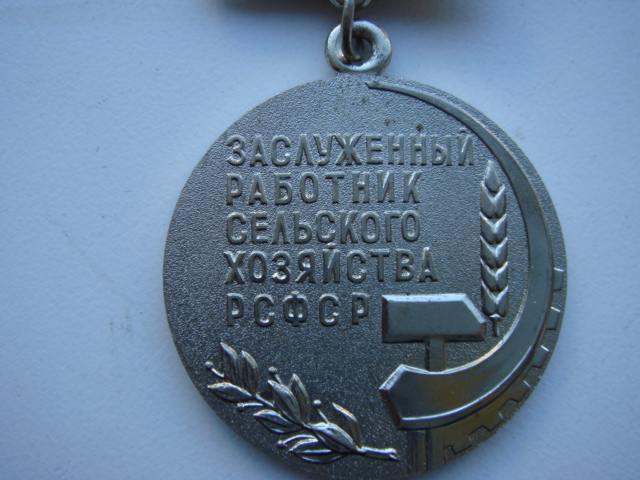 ЗАСЛУЖЕННЫЙ
РАБОТНИК
СЕЛЬСКОГО
ХОЗЯЙСТВА
РСФСР